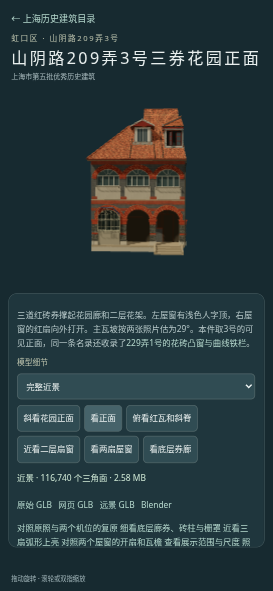 ← 上海历史建筑目录
虹口区 · 山阴路209弄3号
山阴路209弄3号三券花园正面
上海市第五批优秀历史建筑
三道红砖券撑起花园廊和二层花架。左屋窗有浅色人字顶，右屋
窗的红扇向外打开。主瓦坡按两张照片估为29°。本件取3号的可
见正面，同一条名录还收录了229弄1号的花砖凸窗与曲线铁栏。
模型细节
完整近景
斜看花园正面
看正面
俯看红瓦和斜脊
近看二层扇窗
看两扇屋窗
看底层券廊
近景 · 116,740 个三角面 · 2.58 MB
原始 GLB 网页 GLB 远景 GLB Blender
对照原照与两个机位的复原 细看底层廊券、砖柱与栅罩 近看三
扇弧形上亮 对照两个屋窗的开扇和瓦檐 查看展示范围与尺度 照
拖动旋转 · 滚轮或双指缩放